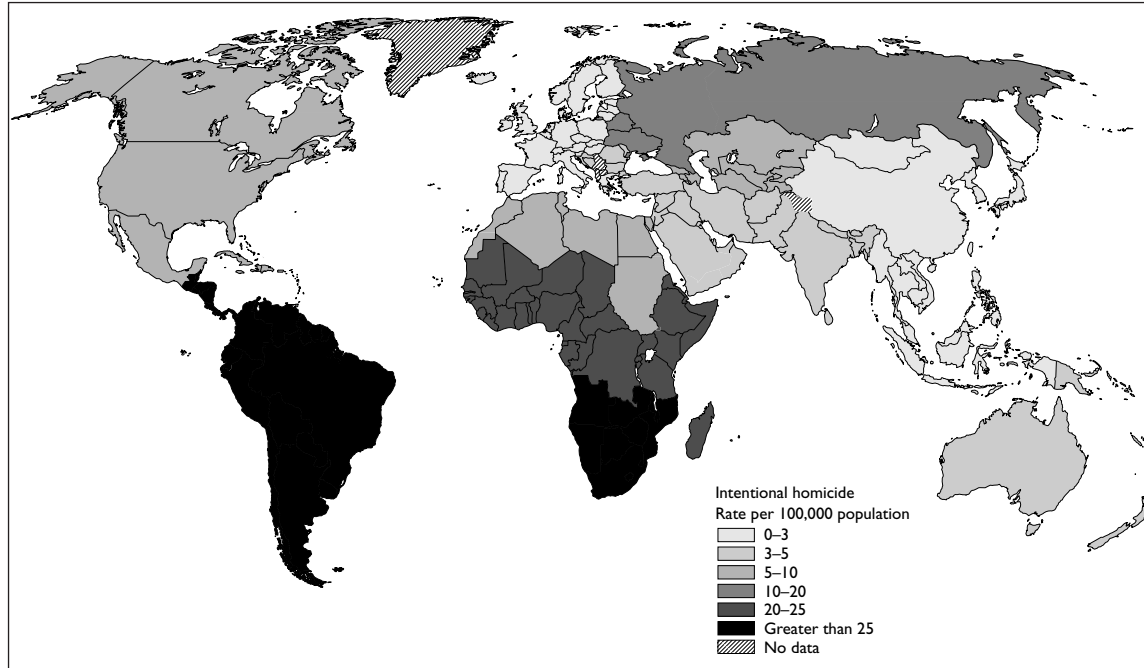 Intentional homicide
Rate per 100,000 population
0–3
3–5
5–10
10–20
20–25
Greater than 25
No data